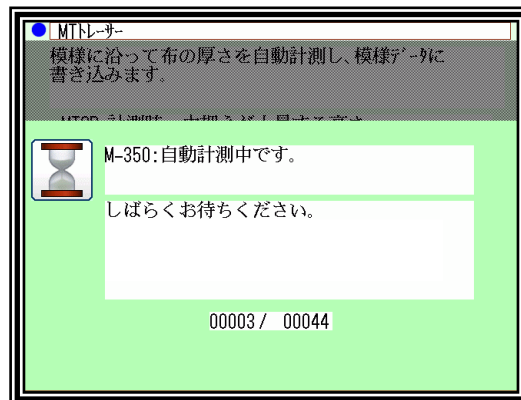 MTﾄﾚｰｻｰ
模様に沿って布の厚さを自動計測し、模様ﾃﾞｰﾀに
書き込みます。
M-350:自動計測中です。
しばらくお待ちください。
00003/ 00044